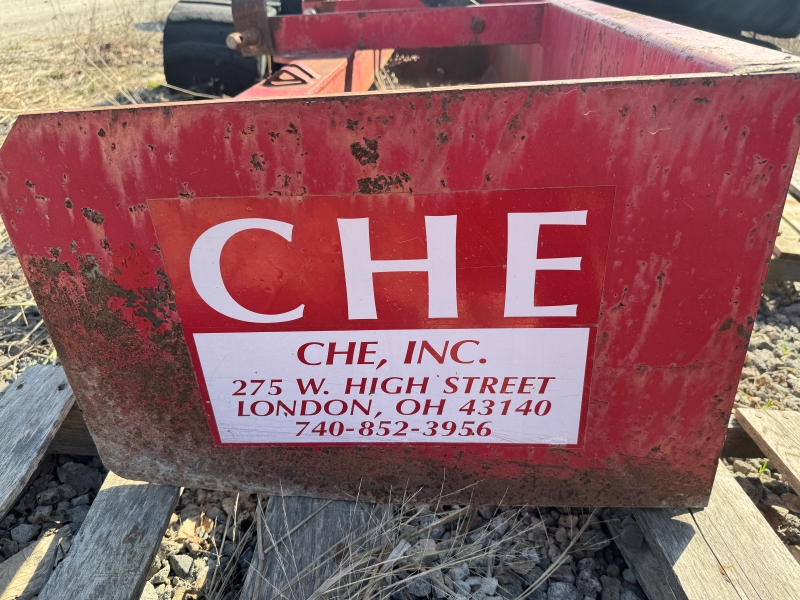 CHE
CHE, INC.
275 W. HIGH STREET
LONDON, OH 43140
740-852-3956